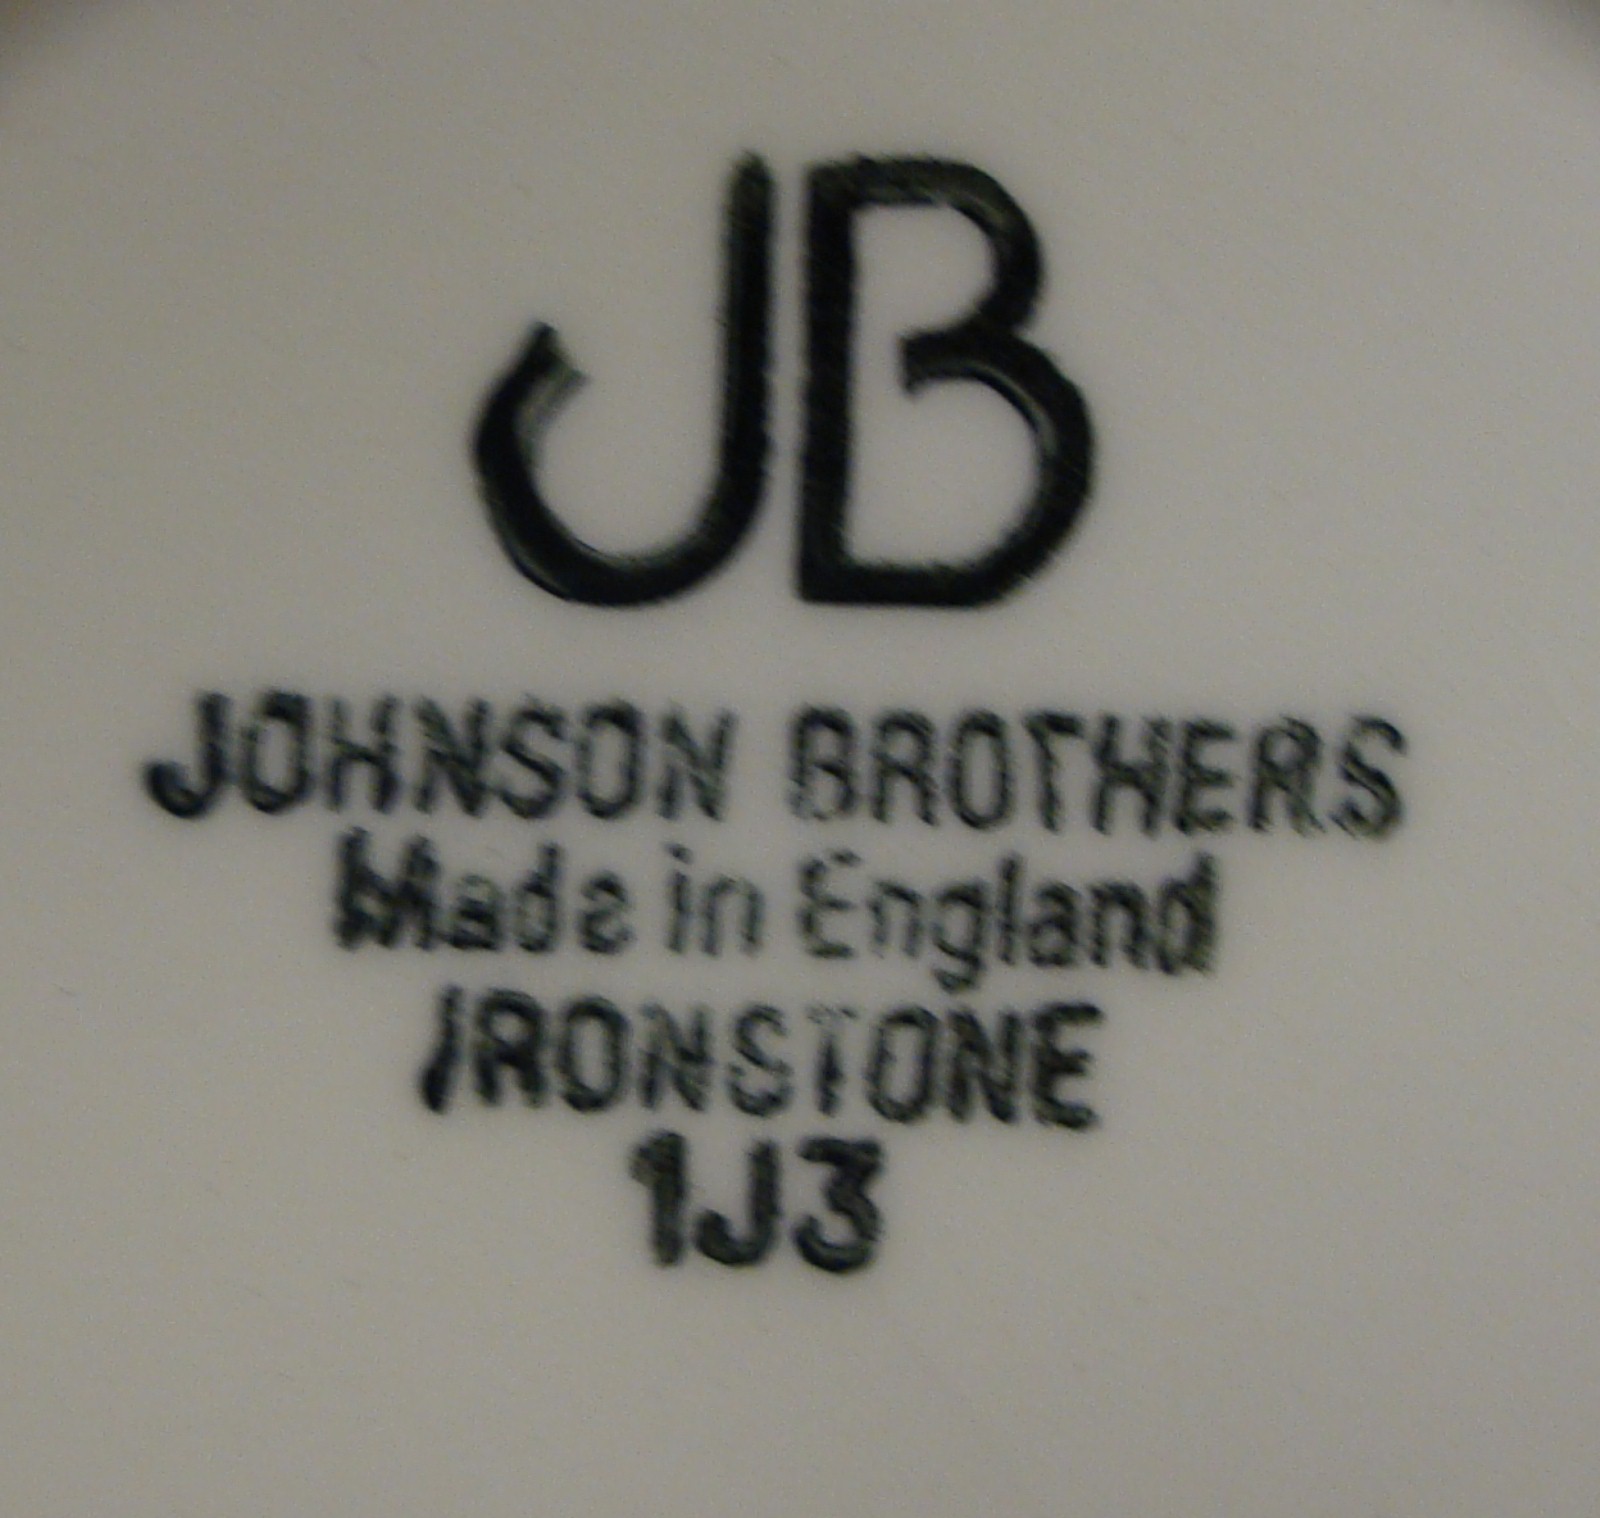 JB
JOHNSON BROTHERS
Made in England
IRONSTONE
1J3